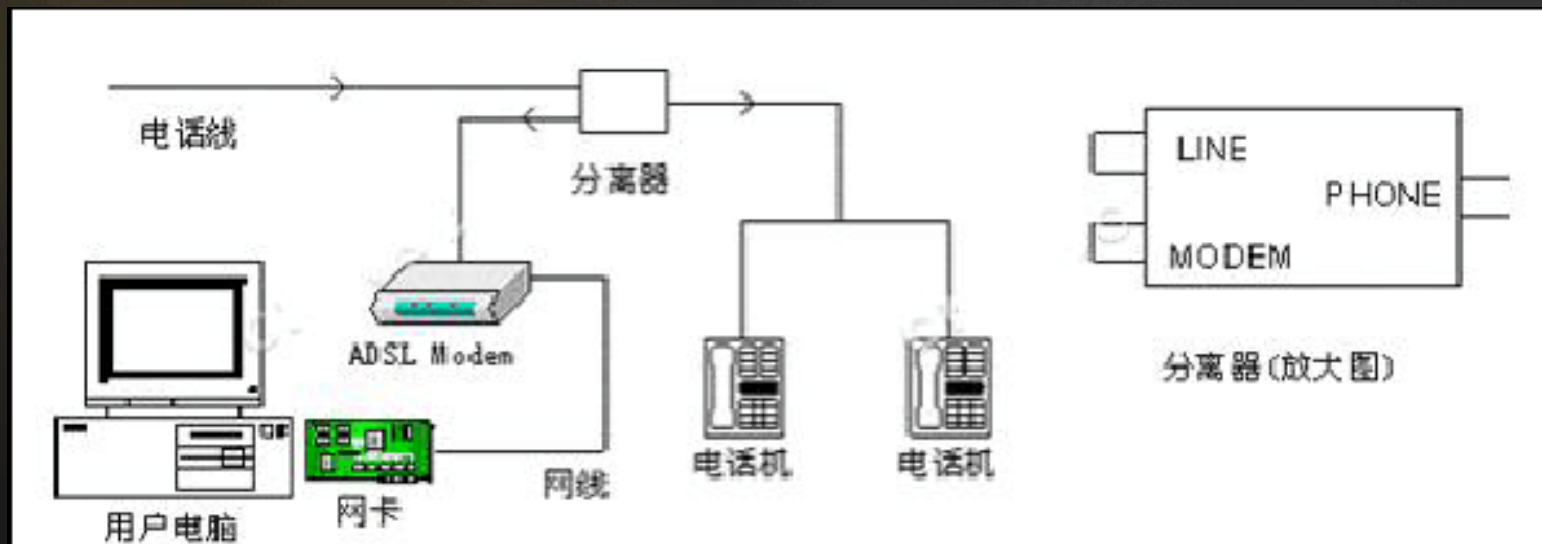 电话线
分离器
LINE
PHONE
MODEM
ADSL Modem
分离器(放大图)
电话机
电话机
网线
网卡
用户电脑